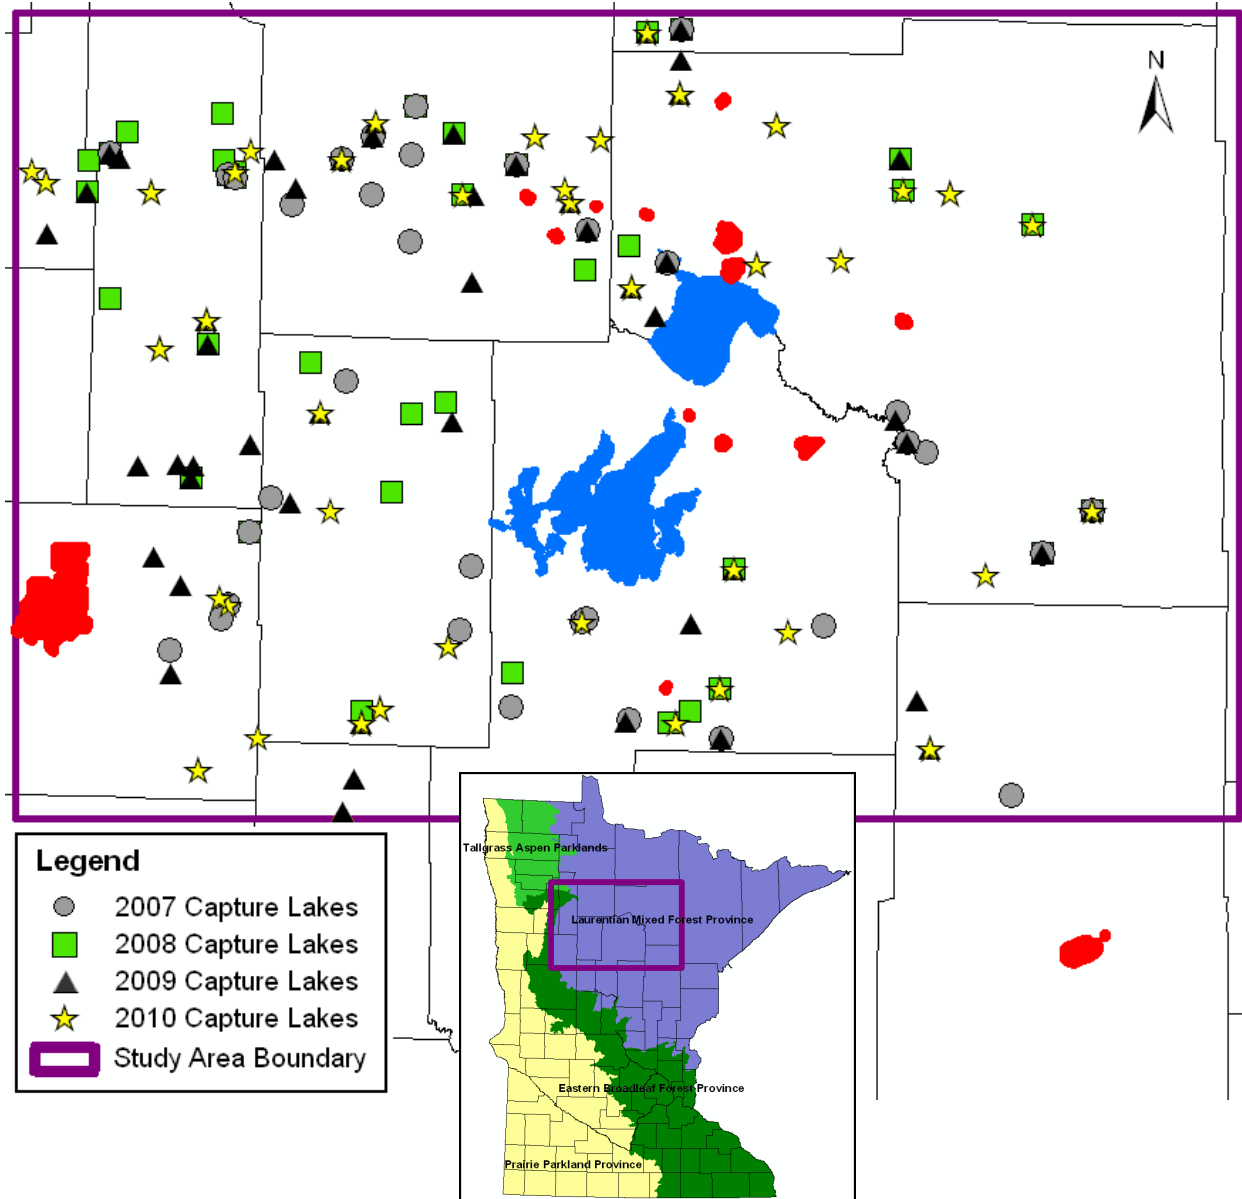 N
Legend
2007 Capture Lakes
2008 Capture Lakes
2009 Capture Lakes
2010 Capture Lakes
Study Area Boundary
Tallgrass Aspen Parklands
Laurentian Mixed Forest Province
Eastern Broadleaf Forest Province
Prairie Parkland Province